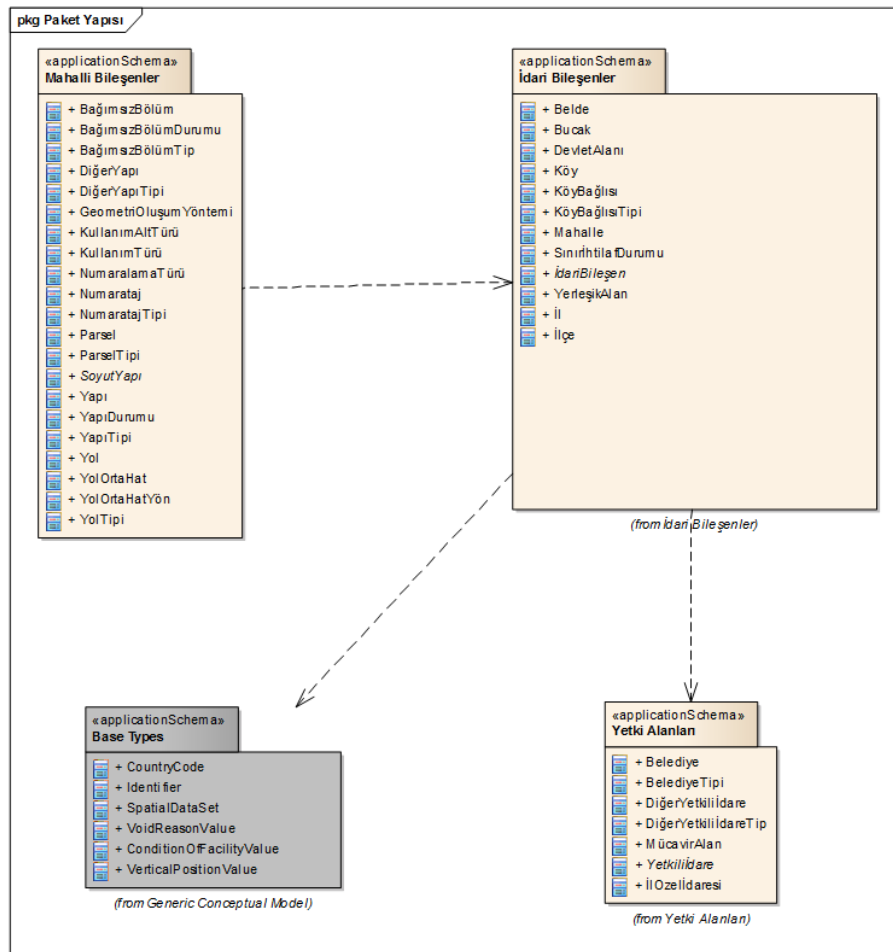 pkg Paket Yapısı
«applicationSchema»
Mahalli Bileşenler
+ BağımsızBölüm
+ BağımsızBölümDurumu
+ BağımsızBölümTip
+ DiğerYapı
+ DiğerYapıTipi
+ GeometriOluşumYöntemi
+ KullanımAltTürü
+ KullanımTürü
+ NumaralamaTürü
+ Numarataj
+ NumaratajTipi
+ Parsel
+ ParselTipi
+ SoyutYapı
+ Yapı
+ YapıDurumu
+ YapıTipi
+ Yol
+ YolOrtaHat
+ YolOrtaHatYön
+ YolTipi
«applicationSchema»
İdari Bileşenler
+ Belde
+ Bucak
+ DevletAlanı
+ Köy
+ KöyBağlısı
+ KöyBağlısıTipi
+ Mahalle
+ SınırİhtilafDurumu
+ İdariBileşen
+ YerleşikAlan
+ İl
+ İlçe
(from İdari Bileşenler)
«applicationSchema»
Base Types
+ CountryCode
+ Identifier
+ SpatialDataSet
+ VoidReasonValue
+ ConditionOfFacilityValue
+ VerticalPositionValue
(from Generic Conceptual Model)
«applicationSchema»
Yetki Alanları
+ Belediye
+ BelediyeTipi
+ DiğerYetkiliİdare
+ DiğerYetkiliİdareTip
+ MücavirAlan
+ Yetkiliİdare
+ İlOzelİdaresi
(from Yetki Alanları)